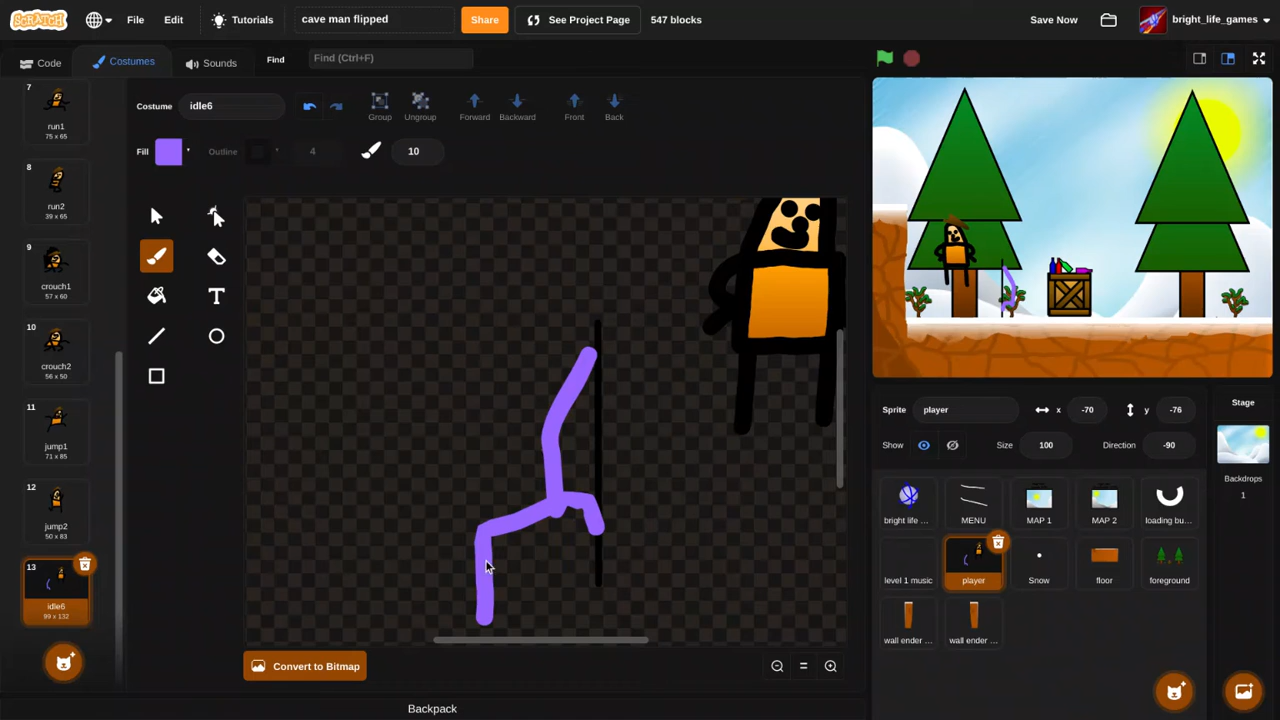 SCRATCH
File
Edit
Tutorials
cave man flipped
Share
See Project Page
547 blocks
Save Now
bright_life_games
Code
Costumes
Sounds
Find
Find (Ctrl+F)
Costume
idle6
Group
Ungroup
Forward
Backward
Front
Back
Fill
Outline
4
10
7
run1
75 x 65
8
run2
39 x 65
9
crouch1
57 x 60
10
crouch2
56 x 50
11
jump1
71 x 85
12
jump2
50 x 83
13
idle6
99 x 132
T
Convert to Bitmap
Backpack
Sprite
player
x
-70
y
-76
Show
Size
100
Direction
-90
Stage
Backdrops
1
bright life ...
MENU
MAP 1
MAP 2
loading bu...
level 1 music
player
Snow
floor
foreground
wall ender ...
wall ender ...